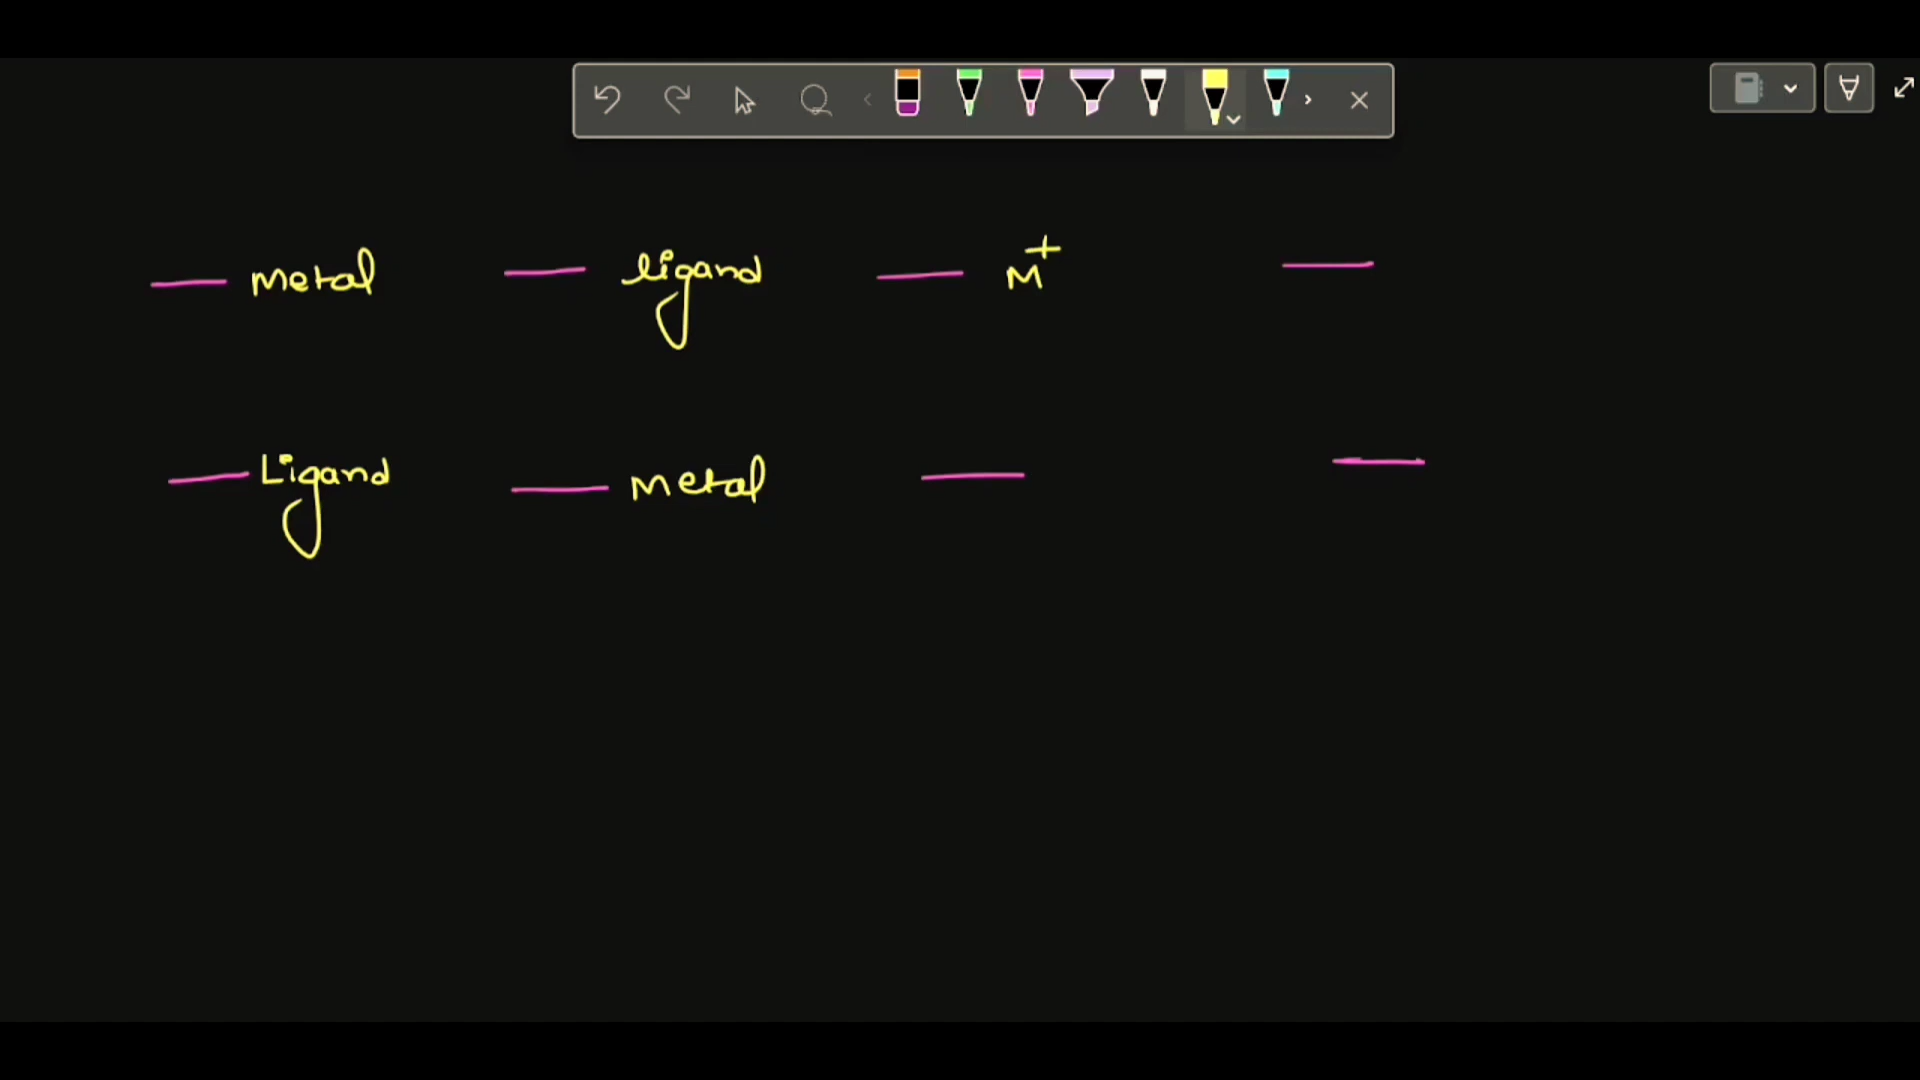 — metal — ligand — M⁺ —
— Ligand — metal — —